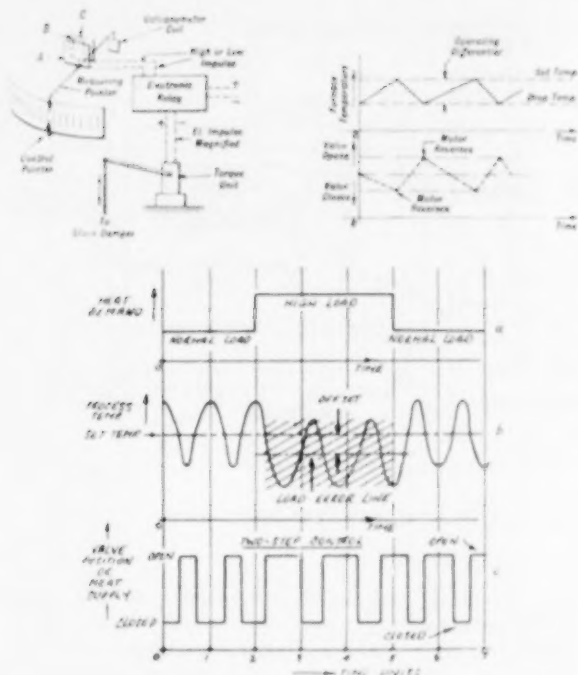 B
C
Galvanometer
Coil
A
High or Low
Impulse
Measuring
Pointer
Electronic
Relay
El. Impulse
Magnified
Control
Pointer
Torque
Unit
To
Stack Damper
Operating
Differential
Furnace
Temperature
Set Temp.
Drop Temp.
Time
Valve
Opens
Motor
Reverses
Valve
Closes
Motor
Reverses
Time
HEAT
DEMAND
HIGH LOAD
NORMAL LOAD
NORMAL LOAD
a
O
TIME
PROCESS
TEMP.
SET TEMP.
OFFSET
b
LOAD ERROR LINE
O
TIME
VALVE
POSITION
OR
HEAT
SUPPLY
OPEN
TWO-STEP CONTROL
OPEN
c
CLOSED
CLOSED
0 1 2 3 4 5 6 7
TIME UNITS